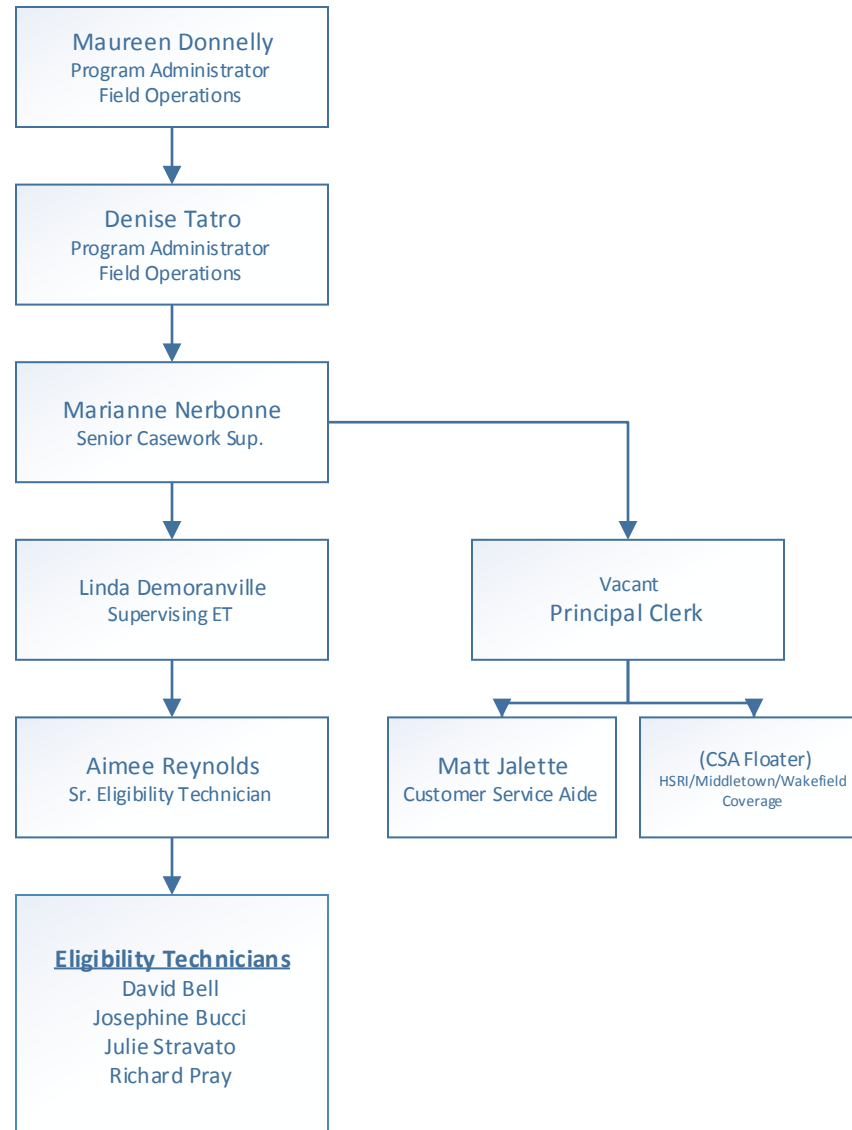 Maureen Donnelly
Program Administrator
Field Operations
Denise Tatro
Program Administrator
Field Operations
Marianne Nerbonne
Senior Casework Sup.
Linda Demoranville
Supervising ET
Vacant
Principal Clerk
Aimee Reynolds
Sr. Eligibility Technician
Matt Jalette
Customer Service Aide
(CSA Floater)
HSRI/Middletown/Wakefield
Coverage
Eligibility Technicians
David Bell
Josephine Bucci
Julie Stravato
Richard Pray